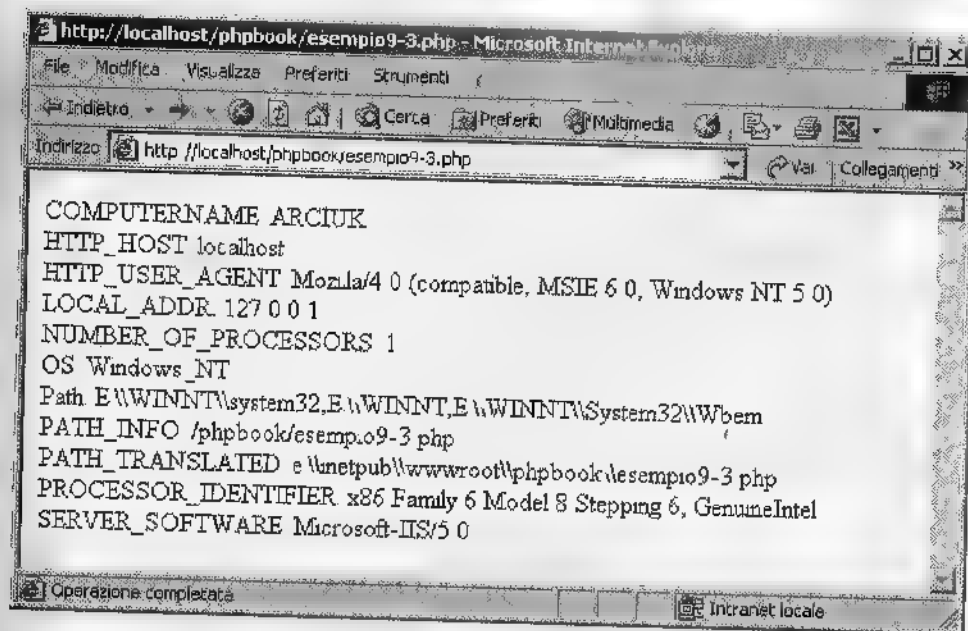 http://localhost/phpbook/esempio9-3.php - Microsoft Internet
File Modifica Visualizza Preferiti Strumenti
Indietro Cerca Preferiti Multimedia
Indirizzo http //localhost/phpbook/esempio9-3.php Vai Collegamenti »
COMPUTERNAME ARCIUK
HTTP_HOST localhost
HTTP_USER_AGENT Mozilla/4 0 (compatible, MSIE 6 0, Windows NT 5 0)
LOCAL_ADDR 127 0 0 1
NUMBER_OF_PROCESSORS 1
OS Windows_NT
Path E \\WINNT\\system32,E \\WINNT,E \\WINNT\\System32\\Wbem
PATH_INFO /phpbook/esempio9-3 php
PATH_TRANSLATED e \\inetpub\\wwwroot\\phpbook\\esempio9-3 php
PROCESSOR_IDENTIFIER x86 Family 6 Model 8 Stepping 6, GenuineIntel
SERVER_SOFTWARE Microsoft-IIS/5 0
Operazione completata Intranet locale